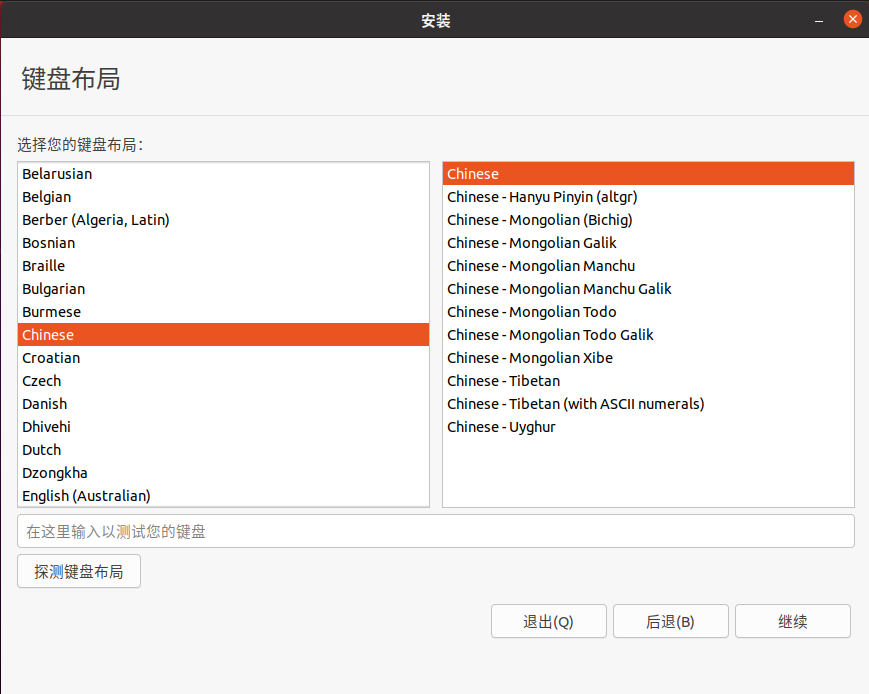 安装
键盘布局
选择您的键盘布局：
Belarusian
Belgian
Berber (Algeria, Latin)
Bosnian
Braille
Bulgarian
Burmese
Chinese
Croatian
Czech
Danish
Dhivehi
Dutch
Dzongkha
English (Australian)
Chinese
Chinese - Hanyu Pinyin (altgr)
Chinese - Mongolian (Bichig)
Chinese - Mongolian Galik
Chinese - Mongolian Manchu
Chinese - Mongolian Manchu Galik
Chinese - Mongolian Todo
Chinese - Mongolian Todo Galik
Chinese - Mongolian Xibe
Chinese - Tibetan
Chinese - Tibetan (with ASCII numerals)
Chinese - Uyghur
在这里输入以测试您的键盘
探测键盘布局
退出(Q) 后退(B) 继续